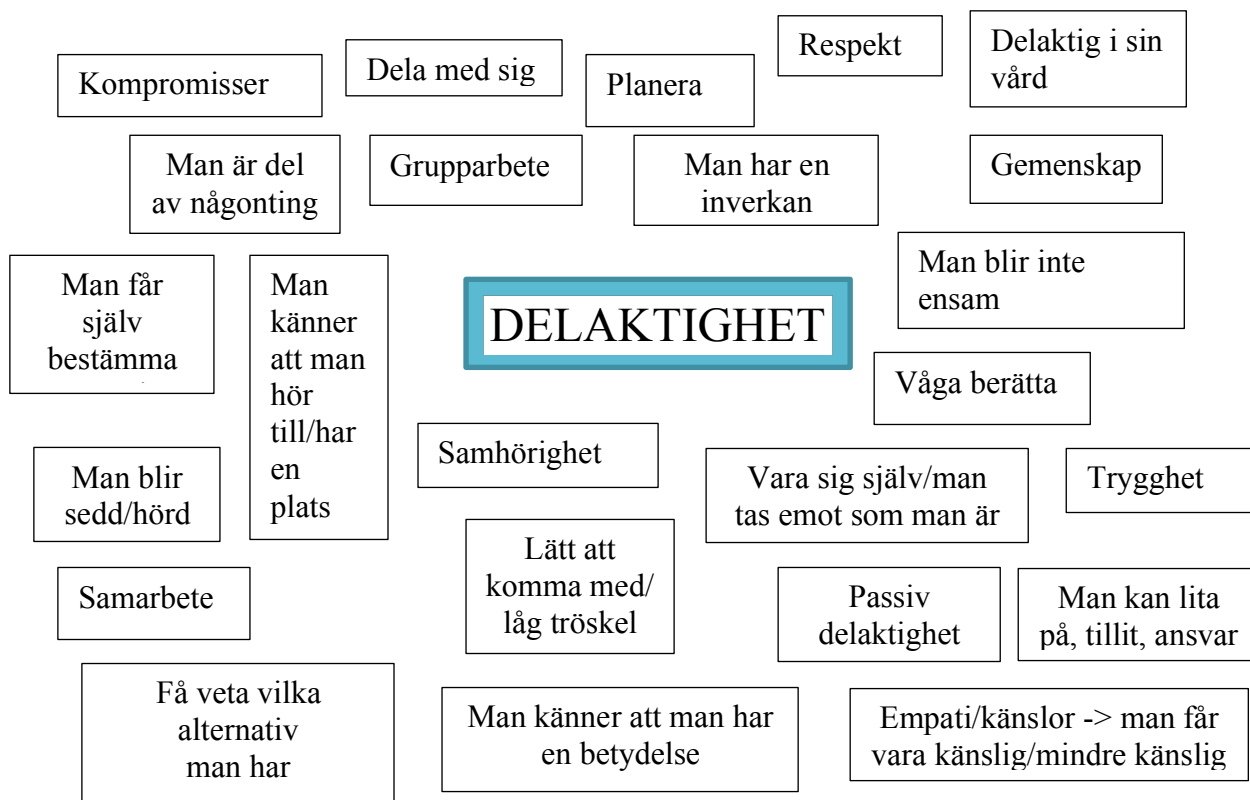 Kompromisser
Dela med sig
Planera
Respekt
Delaktig i sin
vård
Man är del
av någonting
Grupparbete
Man har en
inverkan
Gemenskap
Man får
själv
bestämma
Man
känner
att man
hör
till/har
en
plats
DELAKTIGHET
Man blir inte
ensam
Våga berätta
Man blir
sedd/hörd
Samhörighet
Vara sig själv/man
tas emot som man är
Trygghet
Samarbete
Lätt att
komma med/
låg tröskel
Passiv
delaktighet
Man kan lita
på, tillit, ansvar
Få veta vilka
alternativ
man har
Man känner att man har
en betydelse
Empati/känslor -> man får
vara känslig/mindre känslig